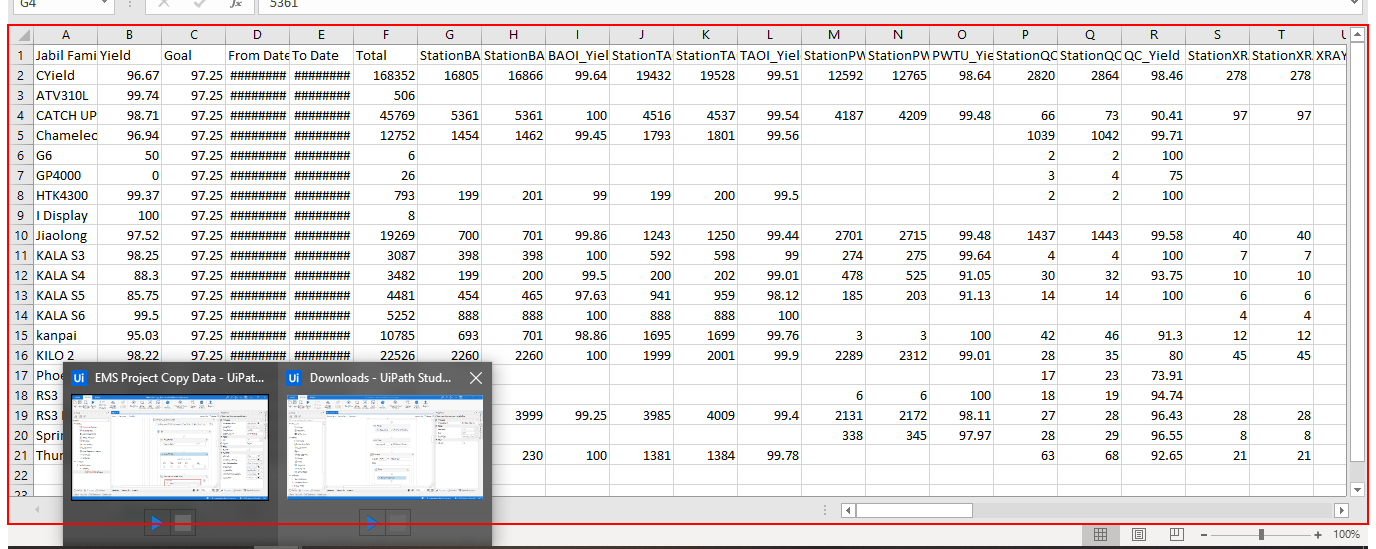 G4 fx 5361
A B C D E F G H I J K L M N O P Q R S T U
1 Jabil Fami Yield Goal From Date To Date Total StationBA StationBA BAOI_Yiel StationTA StationTA TAOI_Yiel StationPW StationPW PWTU_Yie StationQC StationQC QC_Yield StationXR StationXR XRAY
2 CYield 96.67 97.25 ######## ######## 168352 16805 16866 99.64 19432 19528 99.51 12592 12765 98.64 2820 2864 98.46 278 278
3 ATV310L 99.74 97.25 ######## ######## 506
4 CATCH UP 98.71 97.25 ######## ######## 45769 5361 5361 100 4516 4537 99.54 4187 4209 99.48 66 73 90.41 97 97
5 Chamelec 96.94 97.25 ######## ######## 12752 1454 1462 99.45 1793 1801 99.56 1039 1042 99.71
6 G6 50 97.25 ######## ######## 6 2 2 100
7 GP4000 0 97.25 ######## ######## 26 3 4 75
8 HTK4300 99.37 97.25 ######## ######## 793 199 201 99 199 200 99.5 2 2 100
9 I Display 100 97.25 ######## ######## 8
10 Jiaolong 97.52 97.25 ######## ######## 19269 700 701 99.86 1243 1250 99.44 2701 2715 99.48 1437 1443 99.58 40 40
11 KALA S3 98.25 97.25 ######## ######## 3087 398 398 100 592 598 99 274 275 99.64 4 4 100 7 7
12 KALA S4 88.3 97.25 ######## ######## 3482 199 200 99.5 200 202 99.01 478 525 91.05 30 32 93.75 10 10
13 KALA S5 85.75 97.25 ######## ######## 4481 454 465 97.63 941 959 98.12 185 203 91.13 14 14 100 6 6
14 KALA S6 99.5 97.25 ######## ######## 5252 888 888 100 888 888 100 4 4
15 kanpai 95.03 97.25 ######## ######## 10785 693 701 98.86 1695 1699 99.76 3 3 100 42 46 91.3 12 12
16 KILO 2 98.22 97.25 ######## ######## 22526 2260 2260 100 1999 2001 99.9 2289 2312 99.01 28 35 80 45 45
17 Phoe 17 23 73.91
18 RS3 6 6 100 18 19 94.74
19 RS3 3999 99.25 3985 4009 99.4 2131 2172 98.11 27 28 96.43 28 28
20 Sprin 338 345 97.97 28 29 96.55 8 8
21 Thun 230 100 1381 1384 99.78 63 68 92.65 21 21
22
23
Ui EMS Project Copy Data - UiPat...
Ui Downloads - UiPath Stud...
100%